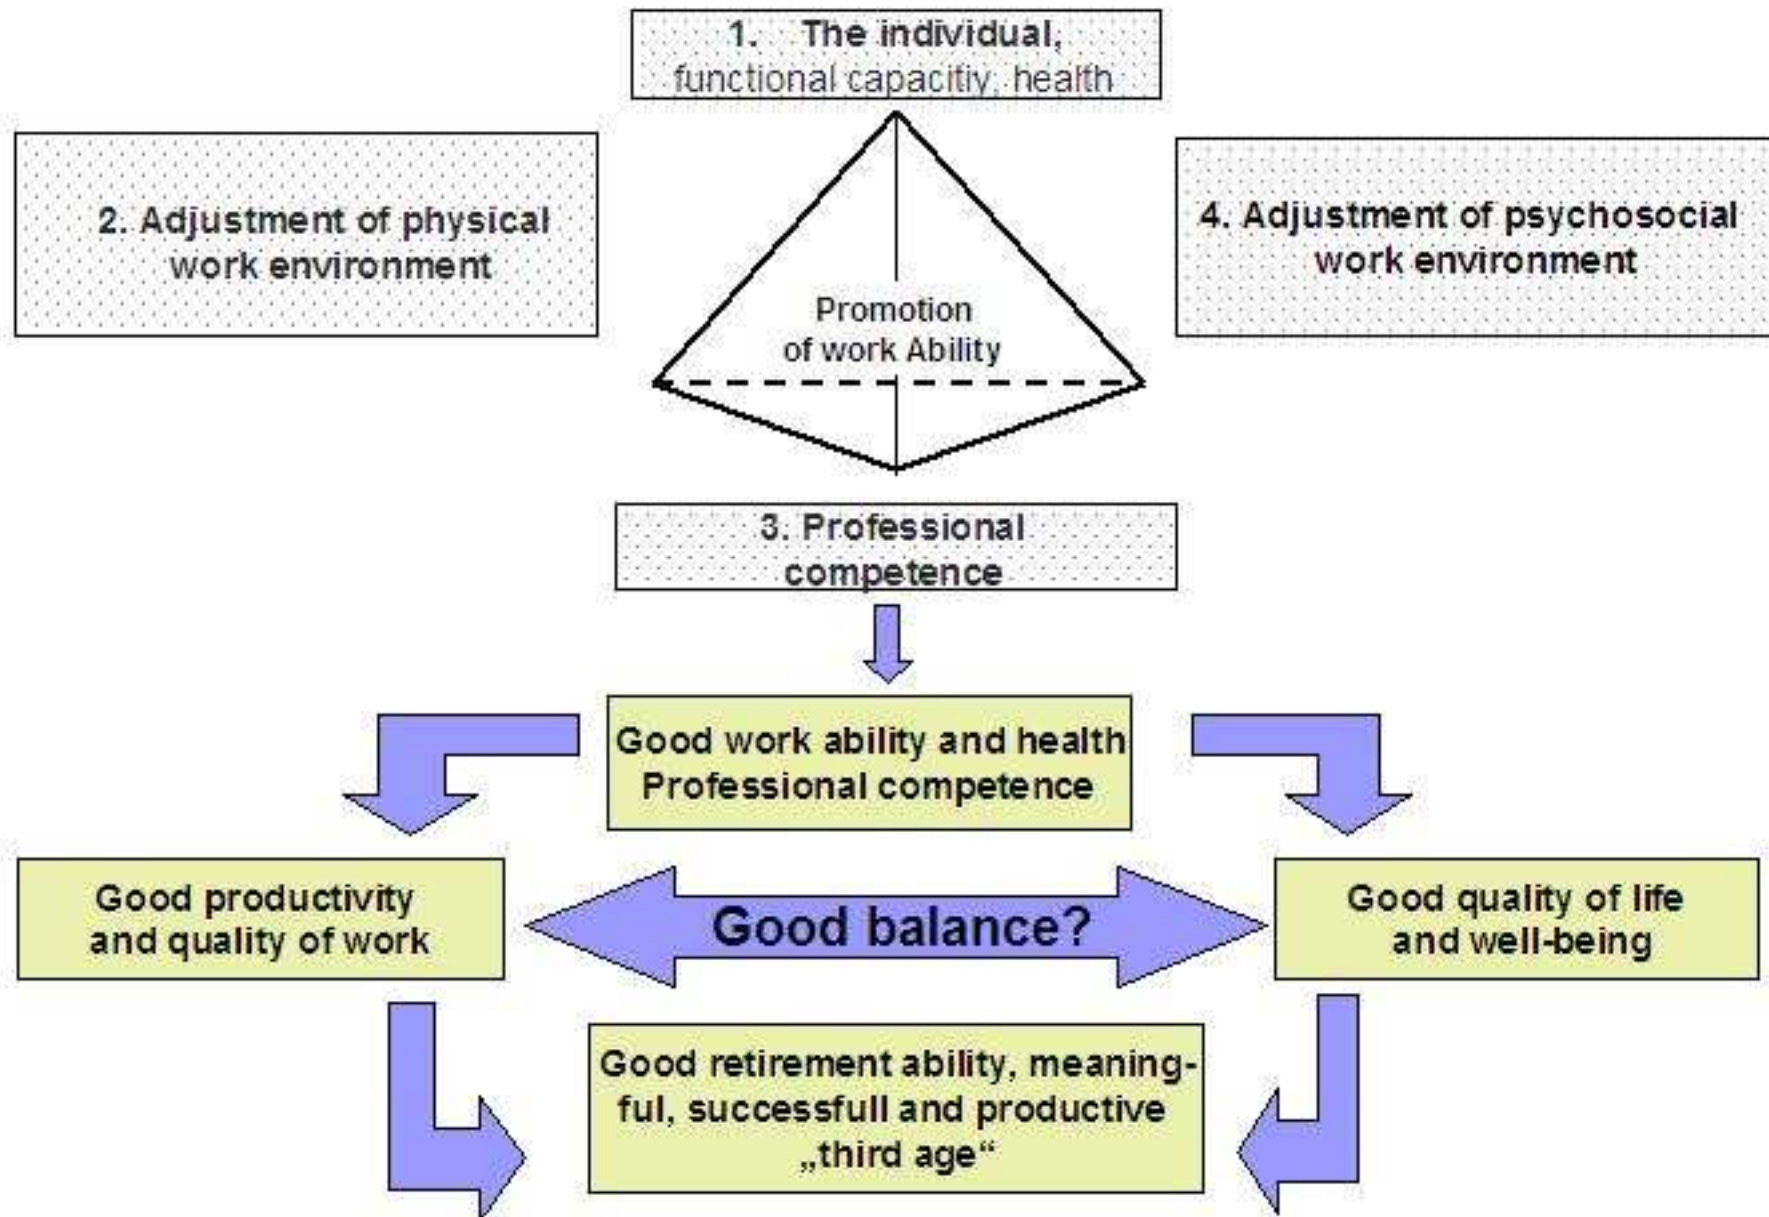 1. The individual,
functional capacitiy, health
2. Adjustment of physical
work environment
4. Adjustment of psychosocial
work environment
Promotion
of work Ability
3. Professional
competence
Good work ability and health
Professional competence
Good productivity
and quality of work
Good balance?
Good quality of life
and well-being
Good retirement ability, meaning-
ful, successfull and productive
„third age“